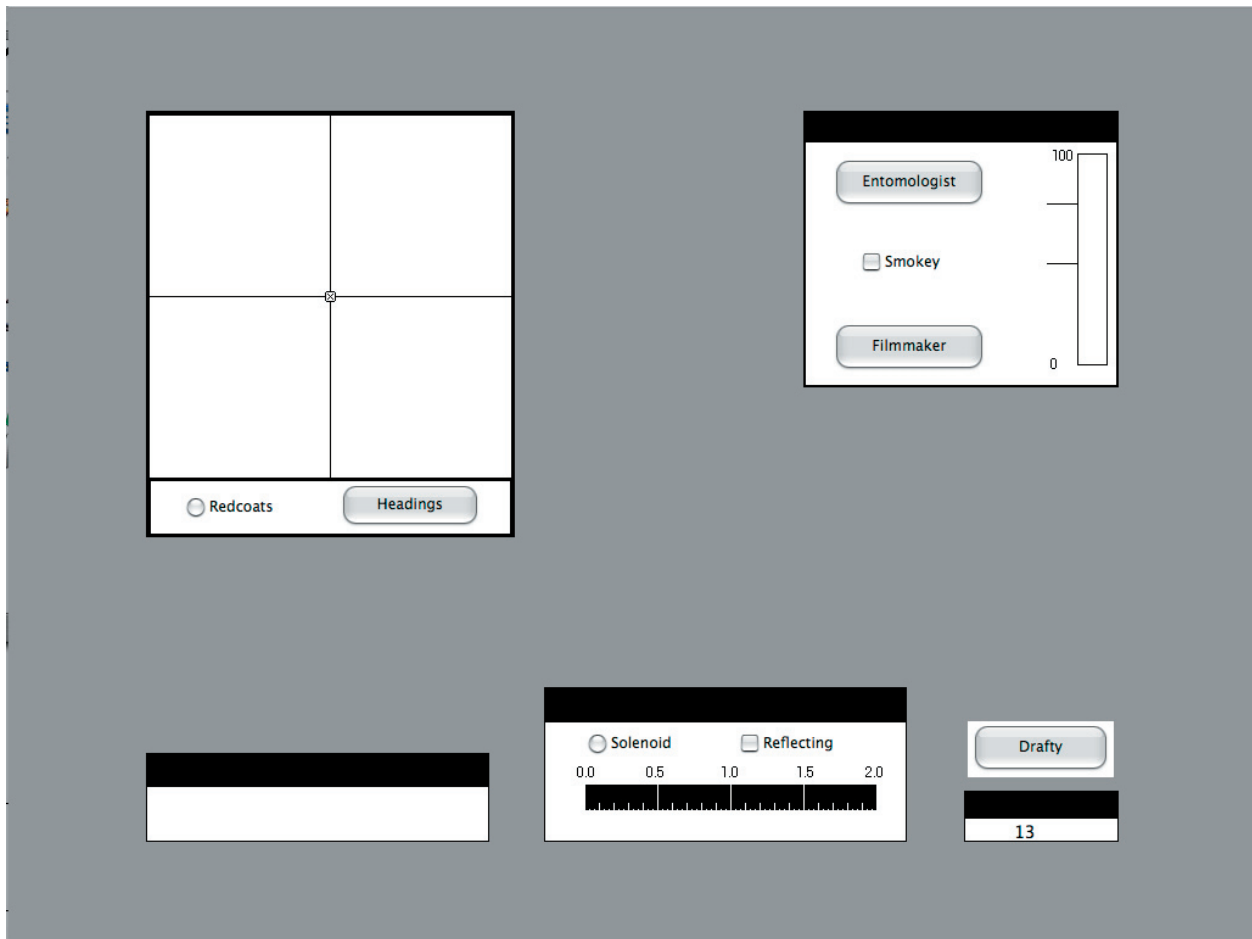 100
Entomologist
Smokey
Filmmaker
0
Redcoats
Headings
Solenoid
Reflecting
0.0 0.5 1.0 1.5 2.0
Drafty
13